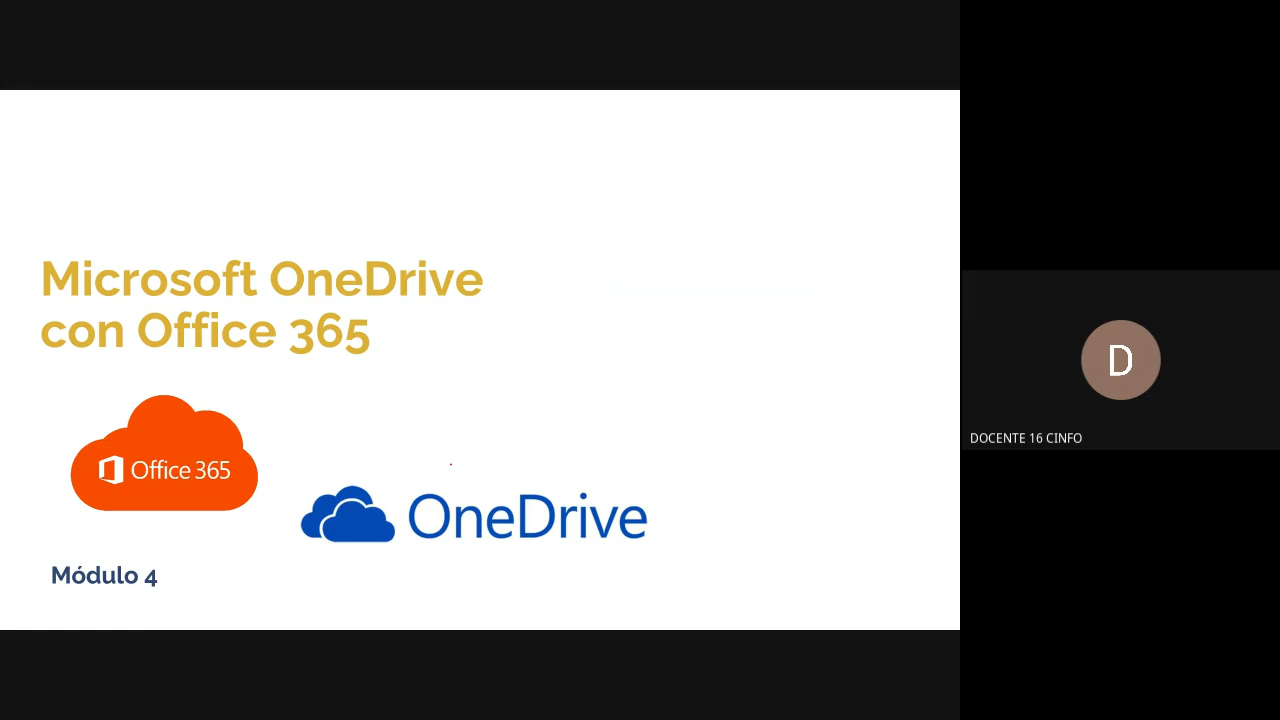 Microsoft OneDrive
con Office 365
Office 365
OneDrive
Módulo 4
D
DOCENTE 16 CINFO